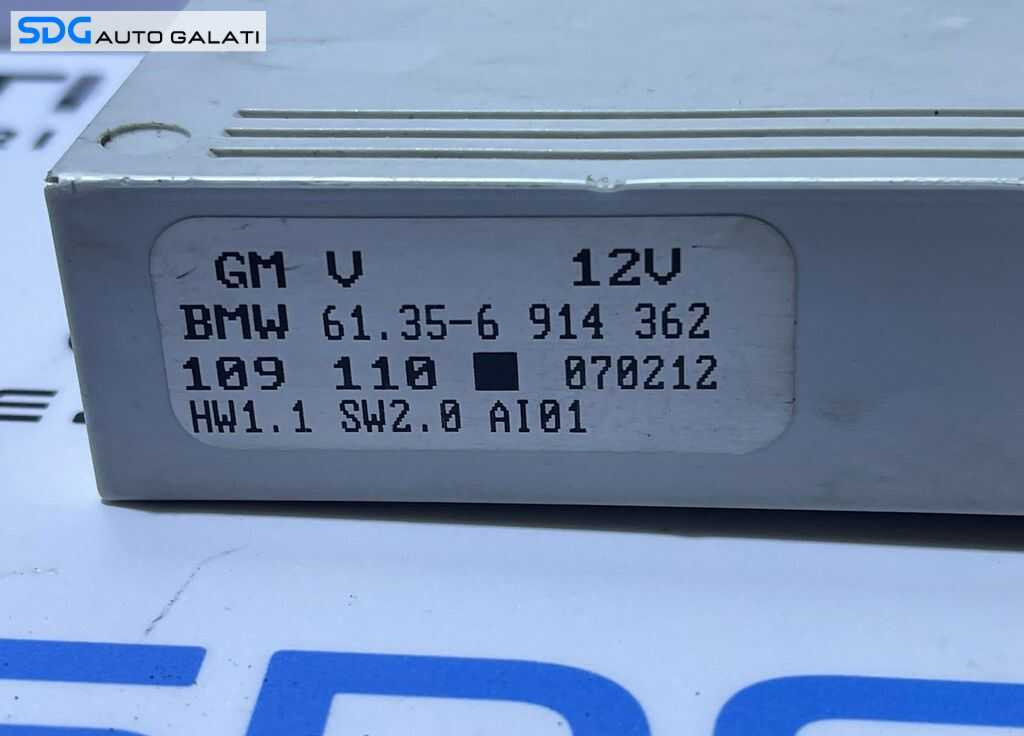 SDG AUTO GALATI
GM V 12V
BMW 61.35-6 914 362
109 110 ■ 070212
HW1.1 SW2.0 AI01